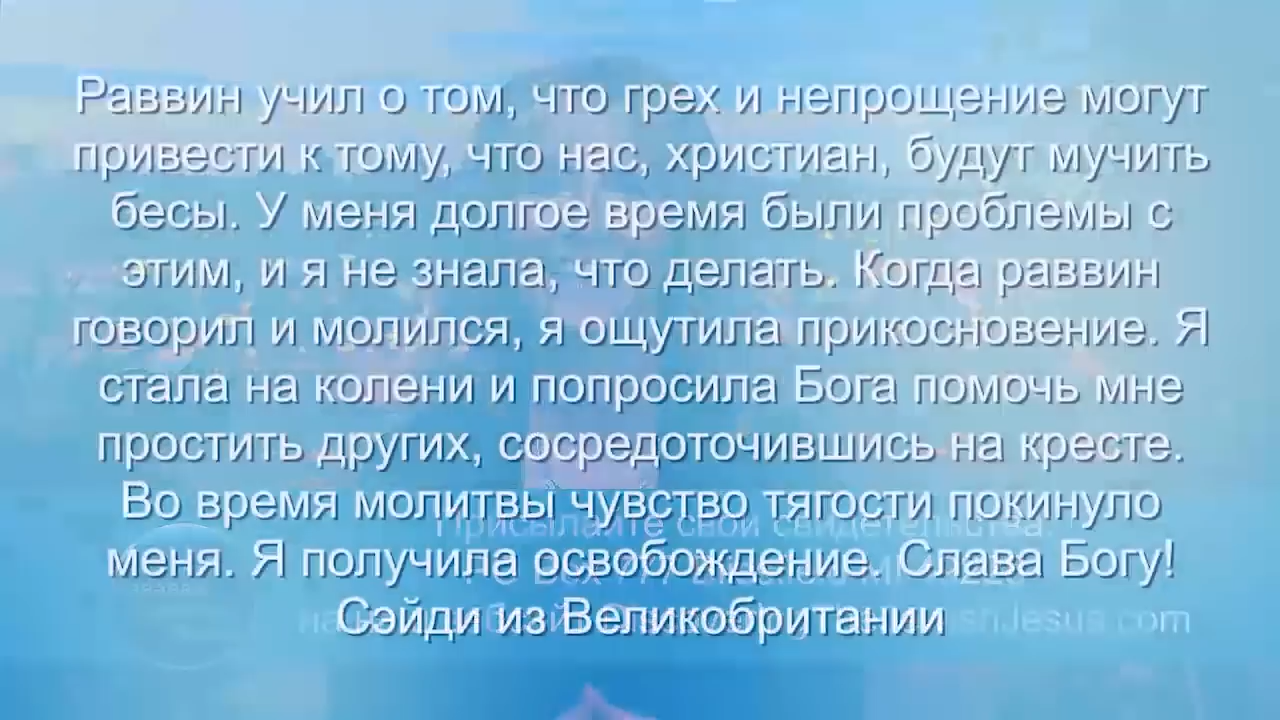 Раввин учил о том, что грех и непрощение могут
привести к тому, что нас, христиан, будут мучить
бесы. У меня долгое время были проблемы с
этим, и я не знала, что делать. Когда раввин
говорил и молился, я ощутила прикосновение. Я
стала на колени и попросила Бога помочь мне
простить других, сосредоточившись на кресте.
Во время молитвы чувство тягости покинуло
Присылайте свои свидетельства:
меня. Я получила освобождение. Слава Богу!
Сэйди из Великобритании